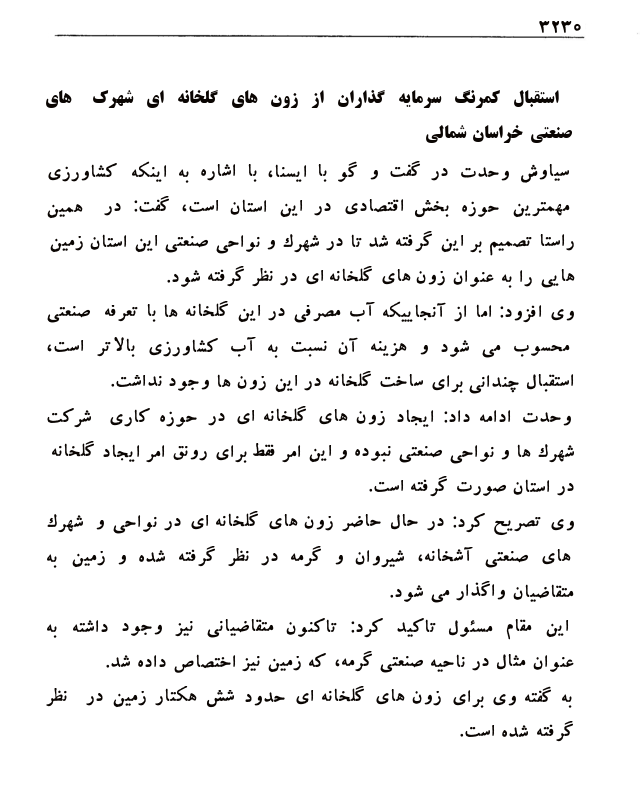 ۳۲۳۰
استقبال کمرنگ سرمایه گذاران از زون های گلخانه ای شهرک های
صنعتی خراسان شمالی
سیاوش وحدت در گفت و گو با ایسنا، با اشاره به اینکه کشاورزی
مهمترین حوزه بخش اقتصادی در این استان است، گفت: در همین
راستا تصمیم بر این گرفته شد تا در شهرك و نواحی صنعتی این استان زمین
هایی را به عنوان زون های گلخانه ای در نظر گرفته شود.
وی افزود: اما از آنجاییکه آب مصرفی در این گلخانه ها با تعرفه صنعتی
محسوب می شود و هزینه آن نسبت به آب کشاورزی بالاتر است،
استقبال چندانی برای ساخت گلخانه در این زون ها وجود نداشت.
وحدت ادامه داد: ایجاد زون های گلخانه ای در حوزه کاری شرکت
شهرك ها و نواحی صنعتی نبوده و این امر فقط برای رونق امر ایجاد گلخانه
در استان صورت گرفته است.
وی تصریح کرد: در حال حاضر زون های گلخانه ای در نواحی و شهرك
های صنعتی آشخانه، شیروان و گرمه در نظر گرفته شده و زمین به
متقاضیان واگذار می شود.
این مقام مسئول تاکید کرد: تاکنون متقاضیانی نیز وجود داشته به
عنوان مثال در ناحیه صنعتی گرمه، که زمین نیز اختصاص داده شد.
به گفته وی برای زون های گلخانه ای حدود شش هکتار زمین در نظر
گرفته شده است.